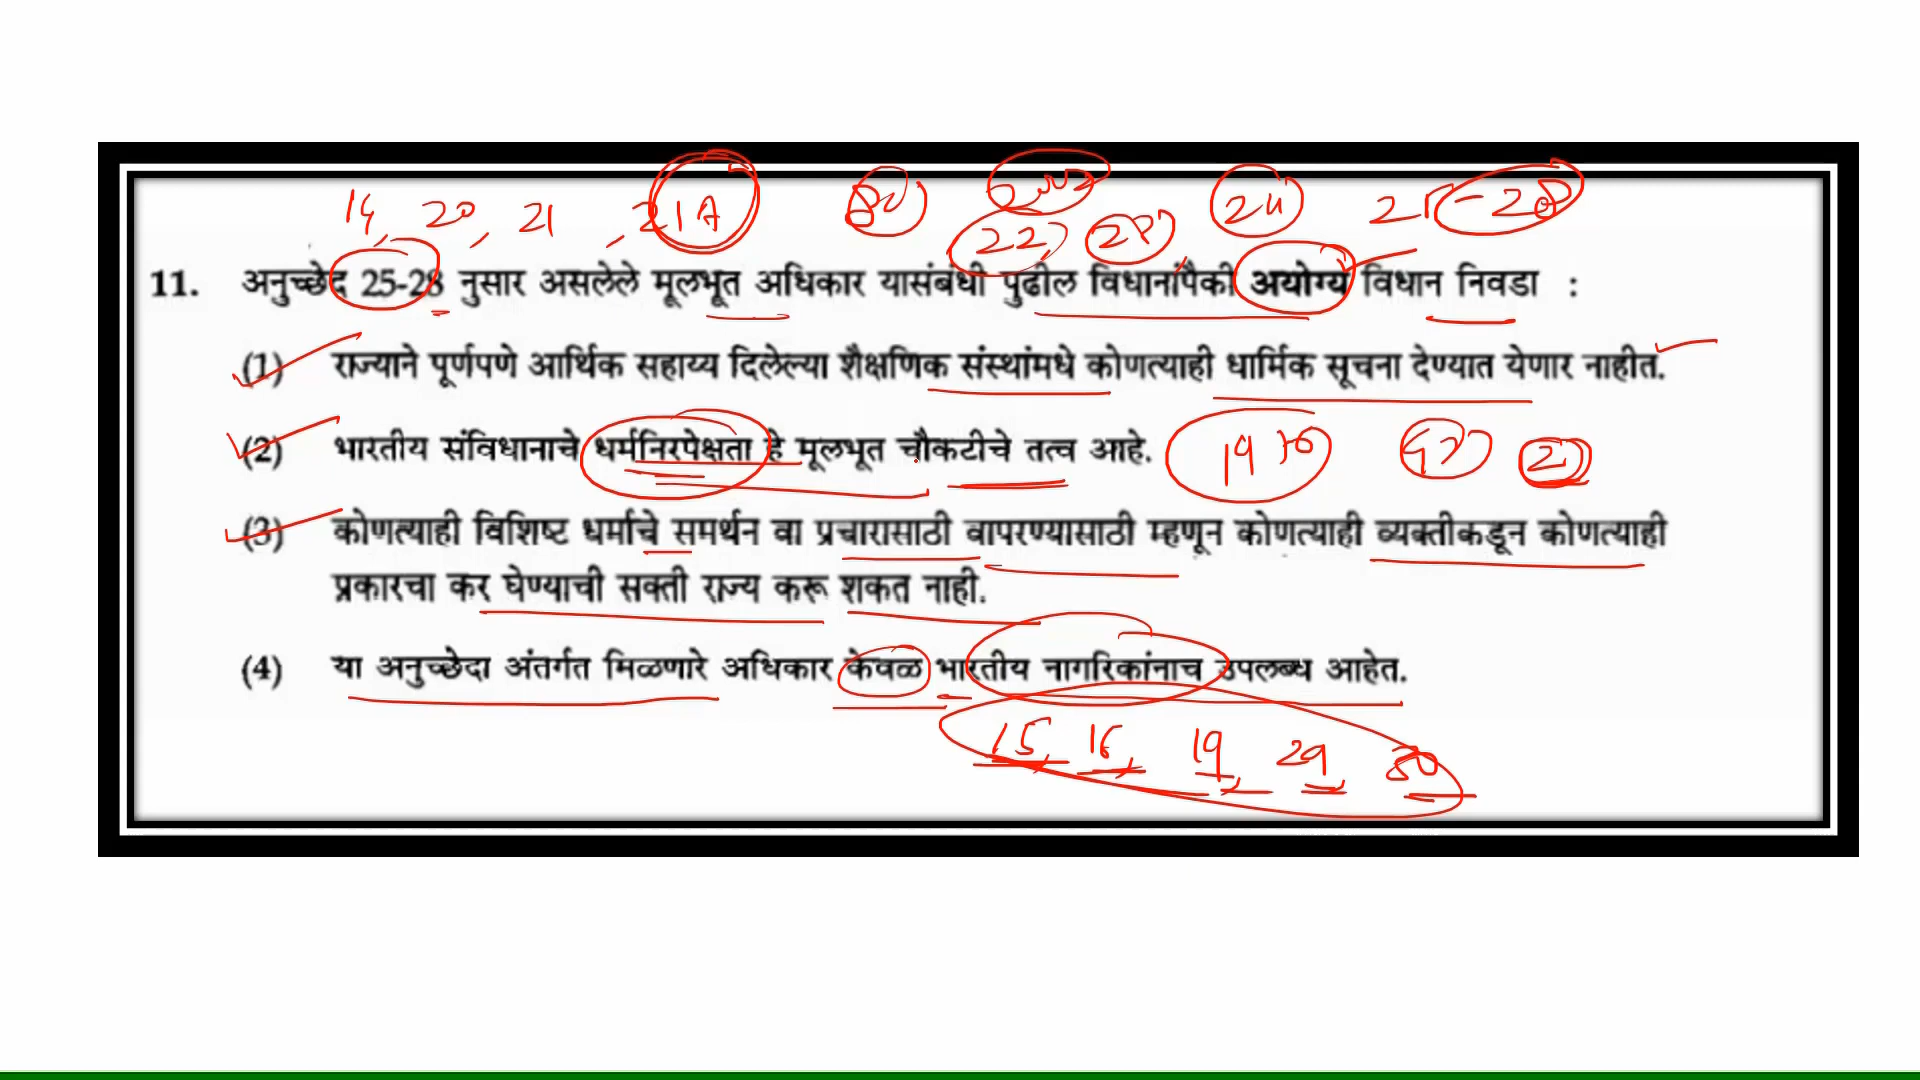 14, 20, 21, 21A 24 25-28
22
11. अनुच्छेद 25-28 नुसार असलेले मूलभूत अधिकार यासंबंधी पुढील विधानांपैकी अयोग्य विधान निवडा :
(1) राज्याने पूर्णपणे आर्थिक सहाय्य दिलेल्या शैक्षणिक संस्थांमधे कोणत्याही धार्मिक सूचना देण्यात येणार नाहीत.
(2) भारतीय संविधानाचे धर्मनिरपेक्षता हे मूलभूत चौकटीचे तत्व आहे. 1976 42
(3) कोणत्याही विशिष्ट धर्माचे समर्थन वा प्रचारासाठी वापरण्यासाठी म्हणून कोणत्याही व्यक्तीकडून कोणत्याही
प्रकारचा कर घेण्याची सक्ती राज्य करू शकत नाही.
(4) या अनुच्छेदा अंतर्गत मिळणारे अधिकार केवळ भारतीय नागरिकांनाच उपलब्ध आहेत.
15, 16, 19, 29, 30